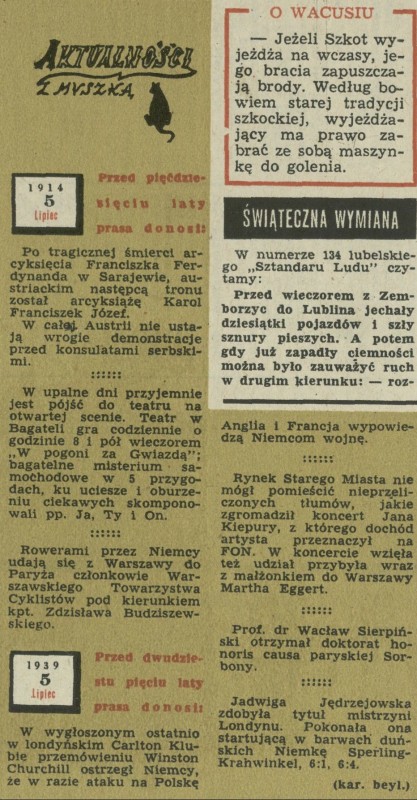 AKTUALNOŚCI
Z MYSZKĄ
1914
5
Lipiec
Przed pięćdzie-
sięciu laty
prasa donosi:
Po tragicznej śmierci ar-
cyksięcia Franciszka Fer-
dynanda w Sarajewie, au-
striackim następcą tronu
został arcyksiążę Karol
Franciszek Józef.
W całej Austrii nie usta-
ją wrogie demonstracje
przed konsulatami serbski-
mi.
::::::
W upalne dni przyjemnie
jest pójść do teatru na
otwartej scenie. Teatr w
Bagateli gra codziennie o
godzinie 8 i pół wieczorem
„W pogoni za Gwiazdą";
bagatelne misterium sa-
mochodowe w 5 przygo-
dach, ku uciesze i oburze-
niu ciekawych skompono-
wali pp. Ja, Ty i On.
::::::
Rowerami przez Niemcy
udają się z Warszawy do
Paryża członkowie War-
szawskiego Towarzystwa
Cyklistów pod kierunkiem
kpt. Zdzisława Budziszew-
skiego.
1939
5
Lipiec
Przed dwudzie-
stu pięciu laty
prasa donosi:
W wygłoszonym ostatnio
w londyńskim Carlton Klu-
bie przemówieniu Winston
Churchill ostrzegł Niemcy,
że w razie ataku na Polskę
Anglia i Francja wypowie-
dzą Niemcom wojnę.
::::::
Rynek Starego Miasta nie
mógł pomieścić nieprzeli-
czonych tłumów, jakie
zgromadził koncert Jana
Kiepury, z którego dochód
artysta przeznaczył na
FON. W koncercie wzięła
też udział przybyła wraz
z małżonkiem do Warszawy
Martha Eggert.
::::::
Prof. dr Wacław Sierpiń-
ski otrzymał doktorat ho-
noris causa paryskiej Sor-
bony.
::::::
Jadwiga Jędrzejowska
zdobyła tytuł mistrzyni
Londynu. Pokonała ona
startującą w barwach duń-
skich Niemkę Sperling-
Krahwinkel, 6:1, 6:4.
(kar. beyl.)
O WACUSIU
— Jeżeli Szkot wy-
jeżdża na wczasy, je-
go bracia zapuszcza-
ją brody. Według bo-
wiem starej tradycji
szkockiej, wyjeżdża-
jący ma prawo za-
brać ze sobą maszyn-
kę do golenia.
ŚWIĄTECZNA WYMIANA
W numerze 134 lubelskie-
go „Sztandaru Ludu" czy-
tamy:
Przed wieczorem z Zem-
borzyc do Lublina jechały
dziesiątki pojazdów i szły
sznury pieszych. A potem
gdy już zapadły ciemności
można było zauważyć ruch
w drugim kierunku: — roz-